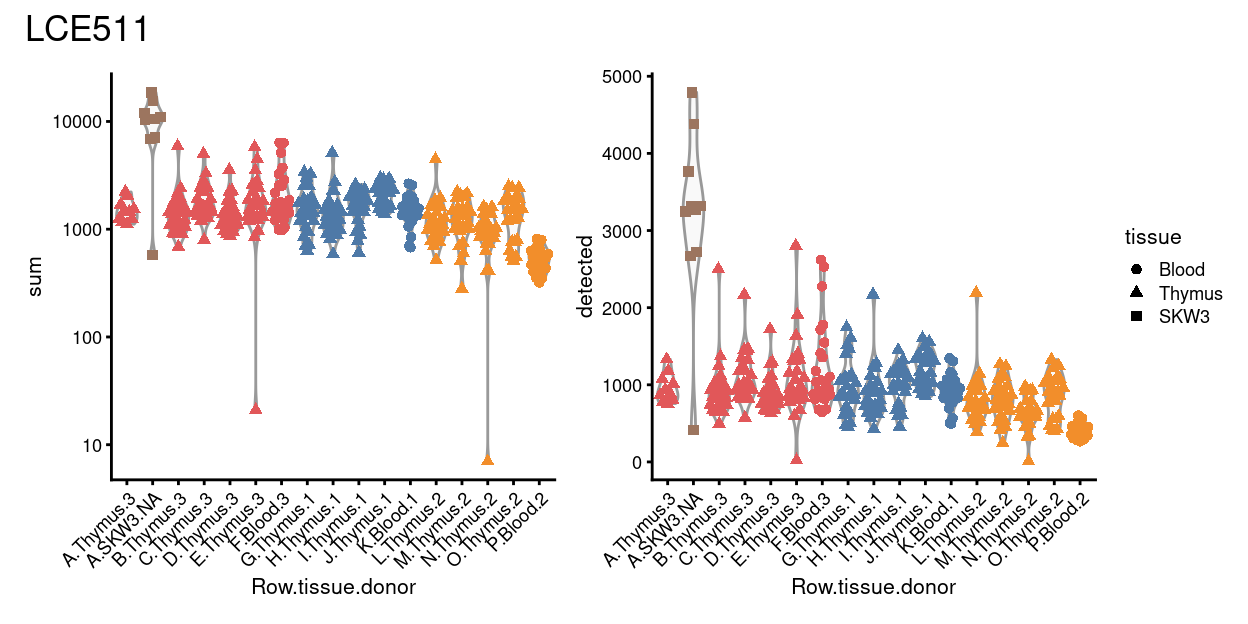 LCE511
sum
10000
1000
100
10
A.Thymus.3
A.SKW3.NA
B.Thymus.3
C.Thymus.3
D.Thymus.3
E.Thymus.3
F.Blood.3
G.Thymus.1
H.Thymus.1
I.Thymus.1
J.Thymus.1
K.Blood.1
L.Thymus.2
M.Thymus.2
N.Thymus.2
O.Thymus.2
P.Blood.2
Row.tissue.donor
detected
5000
4000
3000
2000
1000
0
A.Thymus.3
A.SKW3.NA
B.Thymus.3
C.Thymus.3
D.Thymus.3
E.Thymus.3
F.Blood.3
G.Thymus.1
H.Thymus.1
I.Thymus.1
J.Thymus.1
K.Blood.1
L.Thymus.2
M.Thymus.2
N.Thymus.2
O.Thymus.2
P.Blood.2
Row.tissue.donor
tissue
Blood
Thymus
SKW3